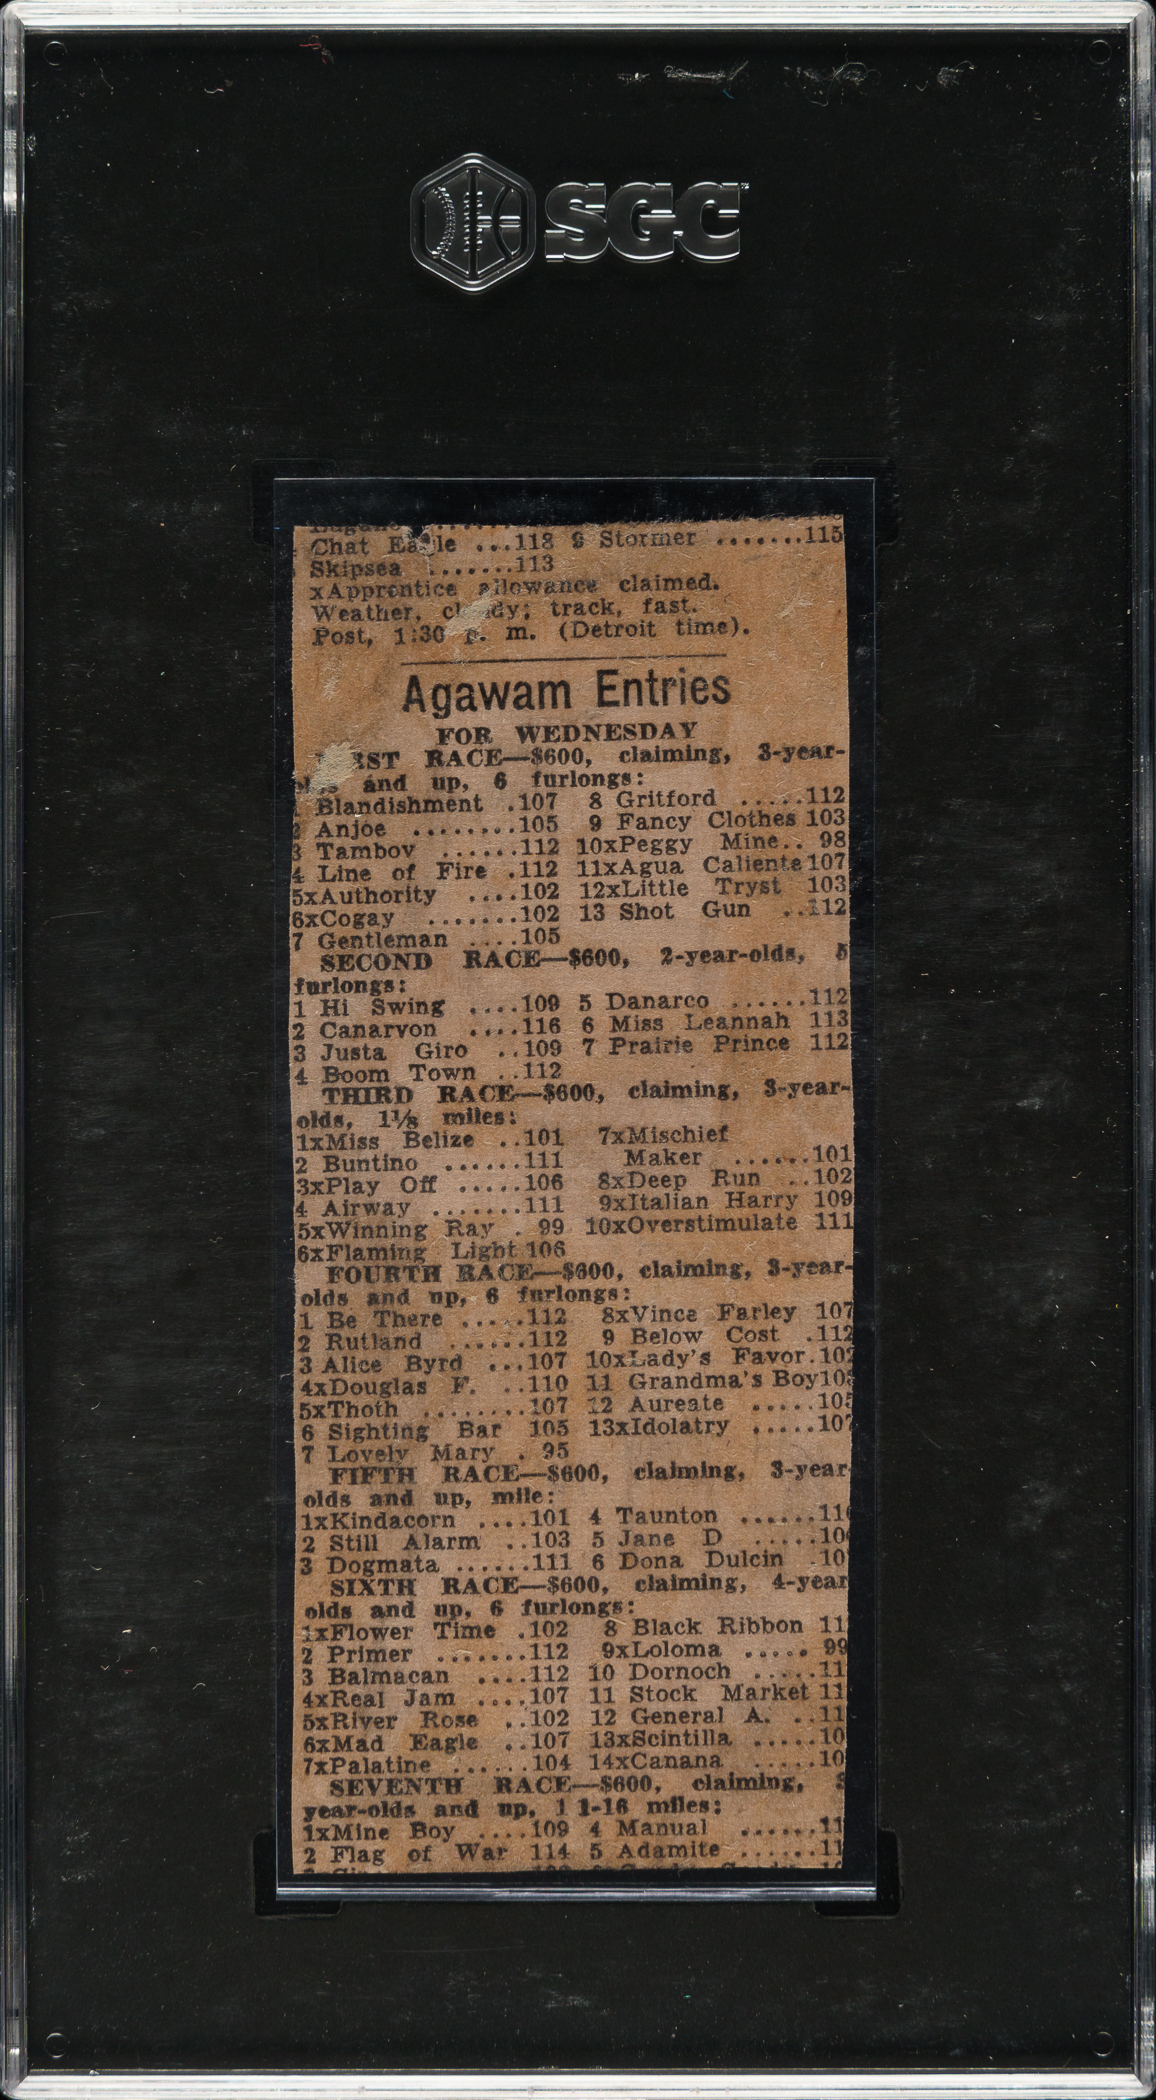 SGC
Chat Eagle ...118 9 Stormer .......115
Skipsea .......113
xApprentice allowance claimed.
Weather, cloudy; track, fast.
Post, 1:30 p. m. (Detroit time).
Agawam Entries
FOR WEDNESDAY
FIRST RACE—$600, claiming, 3-year-
olds and up, 6 furlongs:
1 Blandishment .107 8 Gritford .....112
2 Anjoe ........105 9 Fancy Clothes 103
3 Tambov ......112 10xPeggy Mine.. 98
4 Line of Fire .112 11xAgua Caliente107
5xAuthority ....102 12xLittle Tryst 103
6xCogay .......102 13 Shot Gun ..112
7 Gentleman ....105
SECOND RACE—$600, 2-year-olds, 5
furlongs:
1 Hi Swing ....109 5 Danarco ......112
2 Canarvon ....116 6 Miss Leannah 113
3 Justa Giro ..109 7 Prairie Prince 112
4 Boom Town ..112
THIRD RACE—$600, claiming, 3-year-
olds, 1⅛ miles:
1xMiss Belize ..101 7xMischief
2 Buntino ......111 Maker .......101
3xPlay Off .....106 8xDeep Run ..102
4 Airway .......111 9xItalian Harry 109
5xWinning Ray . 99 10xOverstimulate 111
6xFlaming Light 106
FOURTH RACE—$600, claiming, 3-year-
olds and up, 6 furlongs:
1 Be There .....112 8xVince Farley 107
2 Rutland ......112 9 Below Cost .112
3 Alice Byrd ...107 10xLady's Favor.102
4xDouglas F. ..110 11 Grandma's Boy10
5xThoth ........107 12 Aureate .....105
6 Sighting Bar 105 13xIdolatry .....107
7 Lovely Mary . 95
FIFTH RACE—$600, claiming, 3-year
olds and up, mile:
1xKindacorn ....101 4 Taunton ......11
2 Still Alarm ..103 5 Jane D .....10
3 Dogmata ......111 6 Dona Dulcin .10
SIXTH RACE—$600, claiming, 4-year
olds and up, 6 furlongs:
1xFlower Time .102 8 Black Ribbon 11
2 Primer .......112 9xLoloma ..... 99
3 Balmacan ....112 10 Dornoch .....11
4xReal Jam ....107 11 Stock Market 11
5xRiver Rose ..102 12 General A. ..11
6xMad Eagle ..107 13xScintilla .....10
7xPalatine ......104 14xCanana .....10
SEVENTH RACE—$600, claiming, 3
year-olds and up, 1 1-16 miles:
1xMine Boy ....109 4 Manual ......11
2 Flag of War 114 5 Adamite ......11